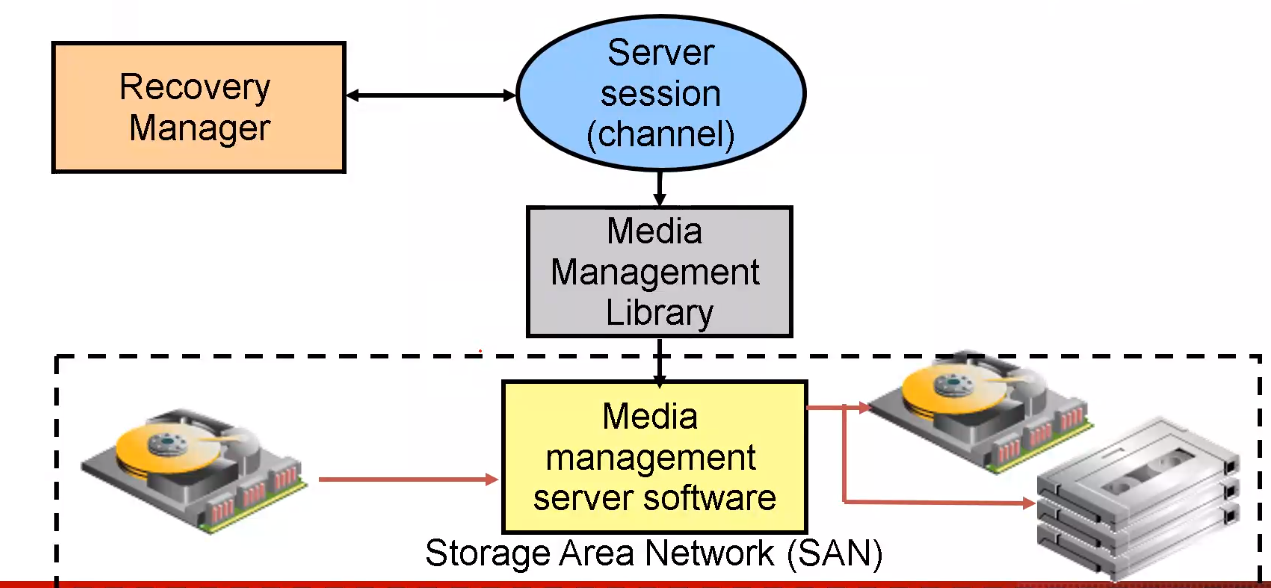 Recovery
Manager
Server
session
(channel)
Media
Management
Library
Media
management
server software
Storage Area Network (SAN)